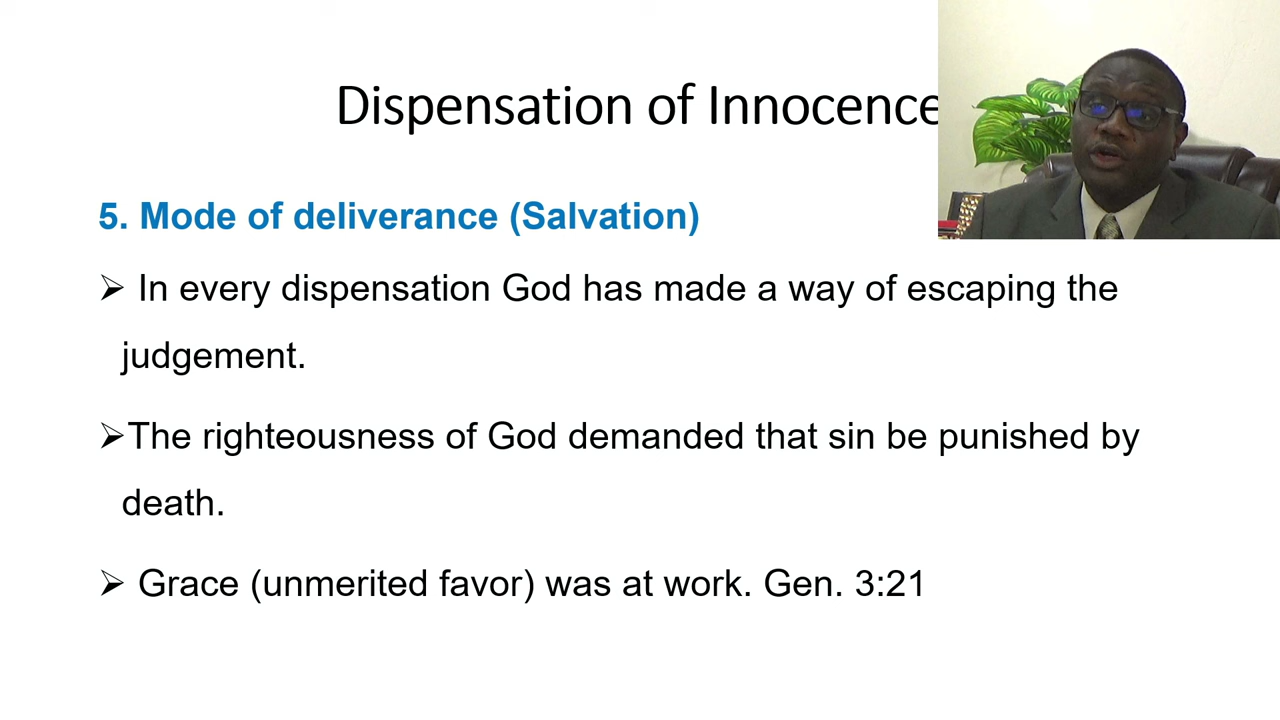 Dispensation of Innocence
5. Mode of deliverance (Salvation)
➢ In every dispensation God has made a way of escaping the
judgement.
➢The righteousness of God demanded that sin be punished by
death.
➢ Grace (unmerited favor) was at work. Gen. 3:21